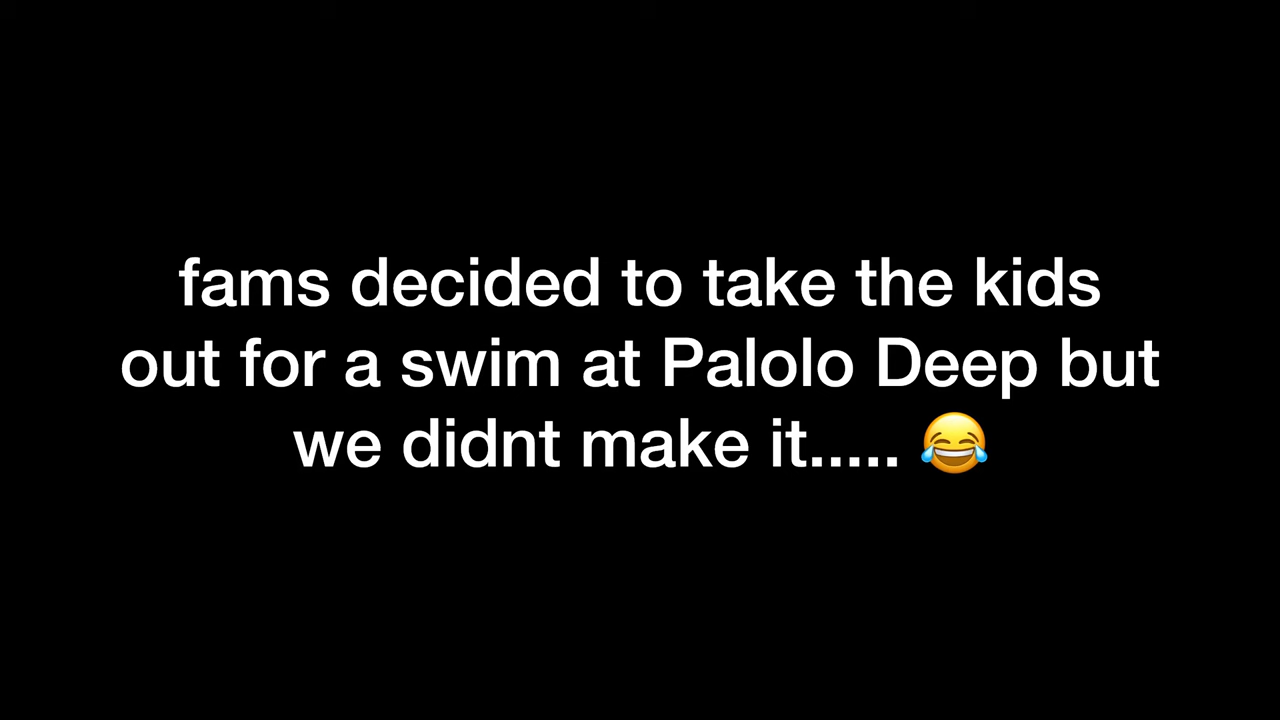 fams decided to take the kids
out for a swim at Palolo Deep but
we didnt make it..... 😂